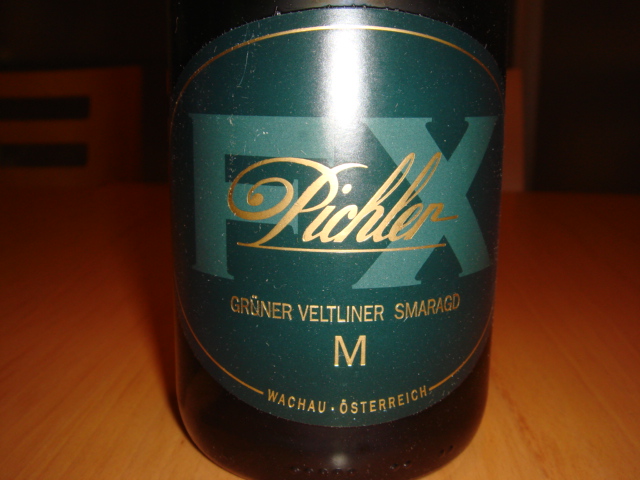 FX
Pichler
GRÜNER VELTLINER SMARAGD
M
WACHAU · ÖSTERREICH